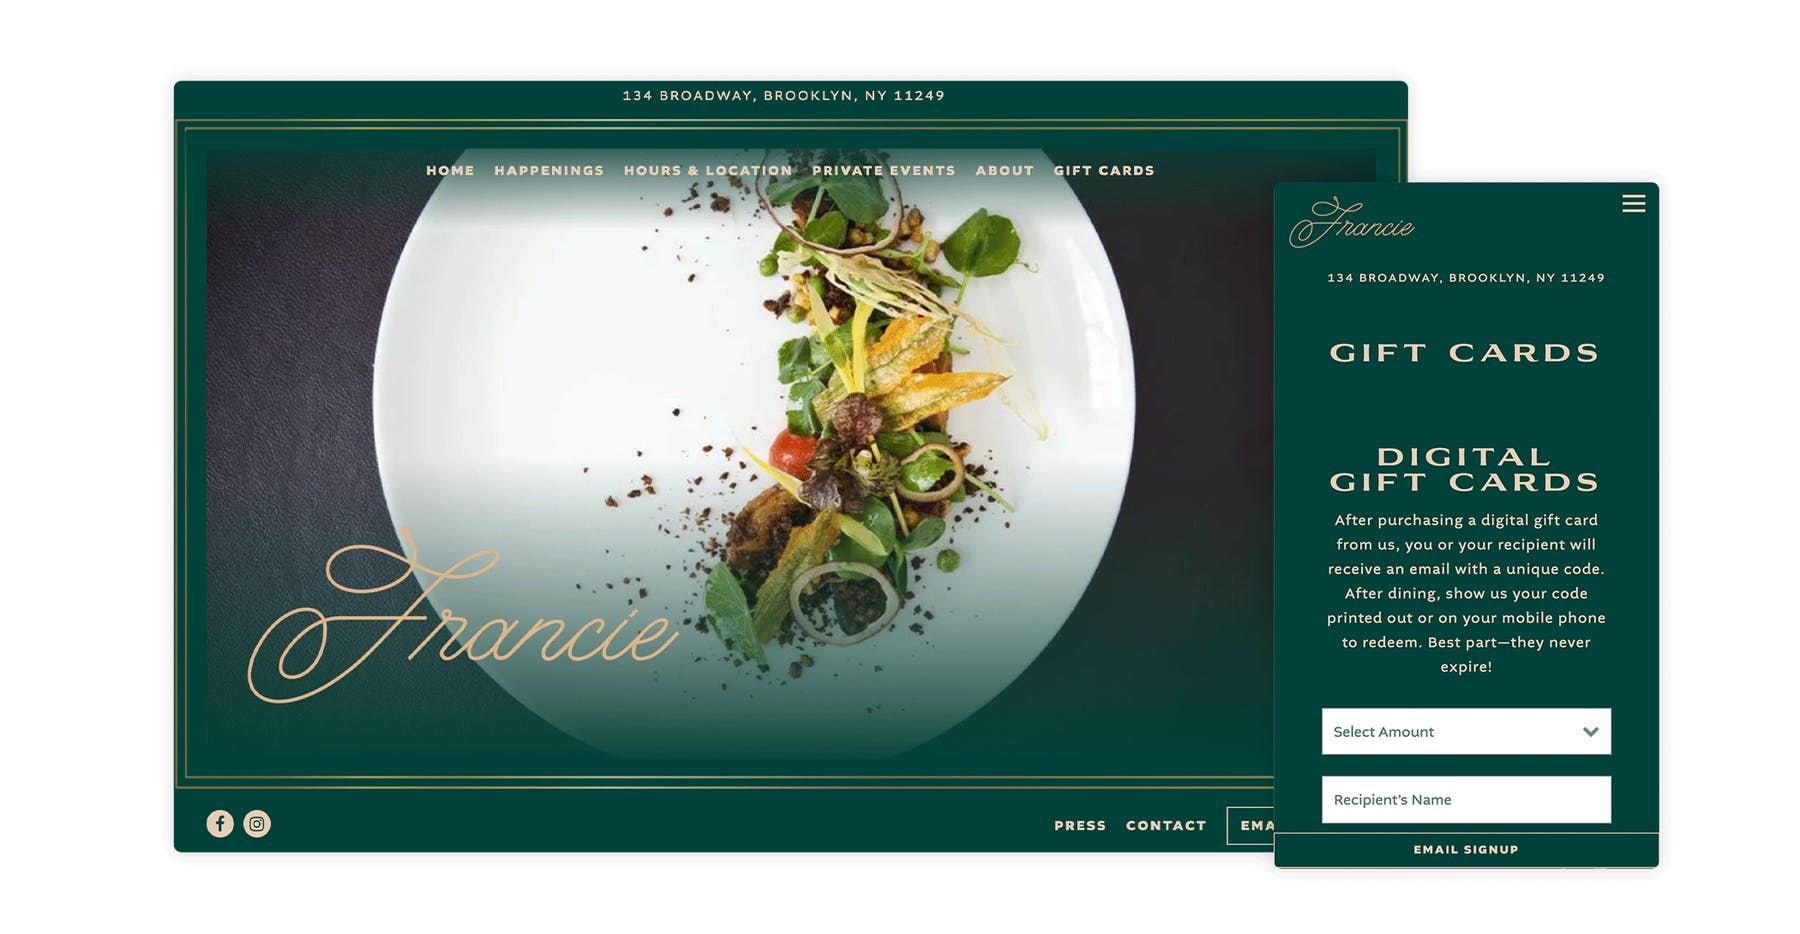 134 BROADWAY, BROOKLYN, NY 11249
HOME HAPPENINGS HOURS & LOCATION PRIVATE EVENTS ABOUT GIFT CARDS
Francie
PRESS CONTACT EMA
Francie
134 BROADWAY, BROOKLYN, NY 11249
GIFT CARDS
DIGITAL
GIFT CARDS
After purchasing a digital gift card
from us, you or your recipient will
receive an email with a unique code.
After dining, show us your code
printed out or on your mobile phone
to redeem. Best part—they never
expire!
Select Amount
Recipient's Name
EMAIL SIGNUP